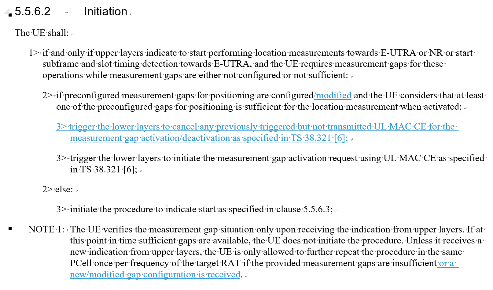 5.5.6.2 - Initiation
The UE shall:
1> if and only if upper layers indicate to start performing location measurements towards E-UTRA or NR or start
subframe and slot timing detection towards E-UTRA, and the UE requires measurement gaps for these
operations while measurement gaps are either not configured or not sufficient:
2> if preconfigured measurement gaps for positioning are configured/modified and the UE considers that at least
one of the preconfigured gaps for positioning is sufficient for the location measurement when activated:
3> trigger the lower layers to cancel any previously triggered but not transmitted UL MAC CE for the
measurement gap activation/deactivation as specified in TS 38.321 [6];
3> trigger the lower layers to initiate the measurement gap activation request using UL MAC CE as specified
in TS 38.321 [6];
2> else:
3> initiate the procedure to indicate start as specified in clause 5.5.6.3;
NOTE 1: The UE verifies the measurement gap situation only upon receiving the indication from upper layers. If at
this point in time sufficient gaps are available, the UE does not initiate the procedure. Unless it receives a
new indication from upper layers, the UE is only allowed to further repeat the procedure in the same
PCell once per frequency of the target RAT if the provided measurement gaps are insufficient or a
new/modified gap configuration is received.